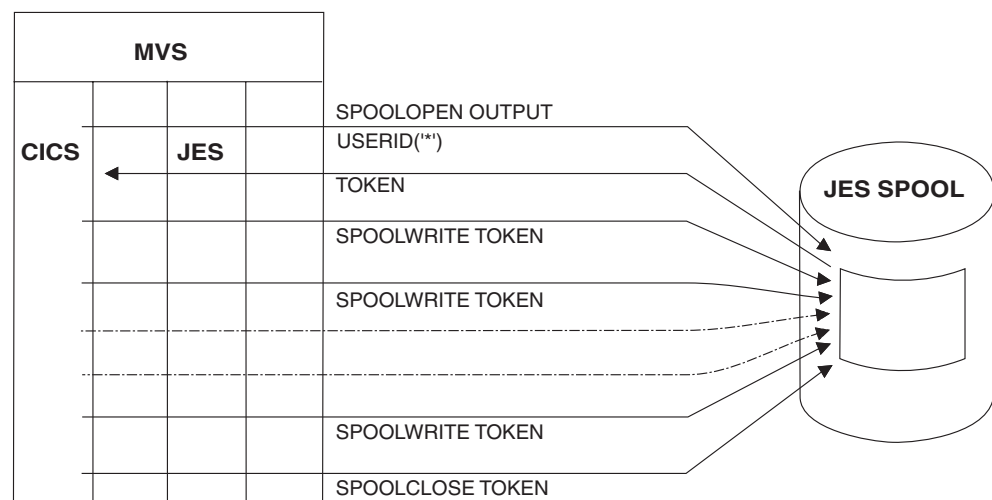 MVS
SPOOLOPEN OUTPUT
USERID('*')
CICS
JES
TOKEN
JES SPOOL
SPOOLWRITE TOKEN
SPOOLWRITE TOKEN
SPOOLWRITE TOKEN
SPOOLCLOSE TOKEN